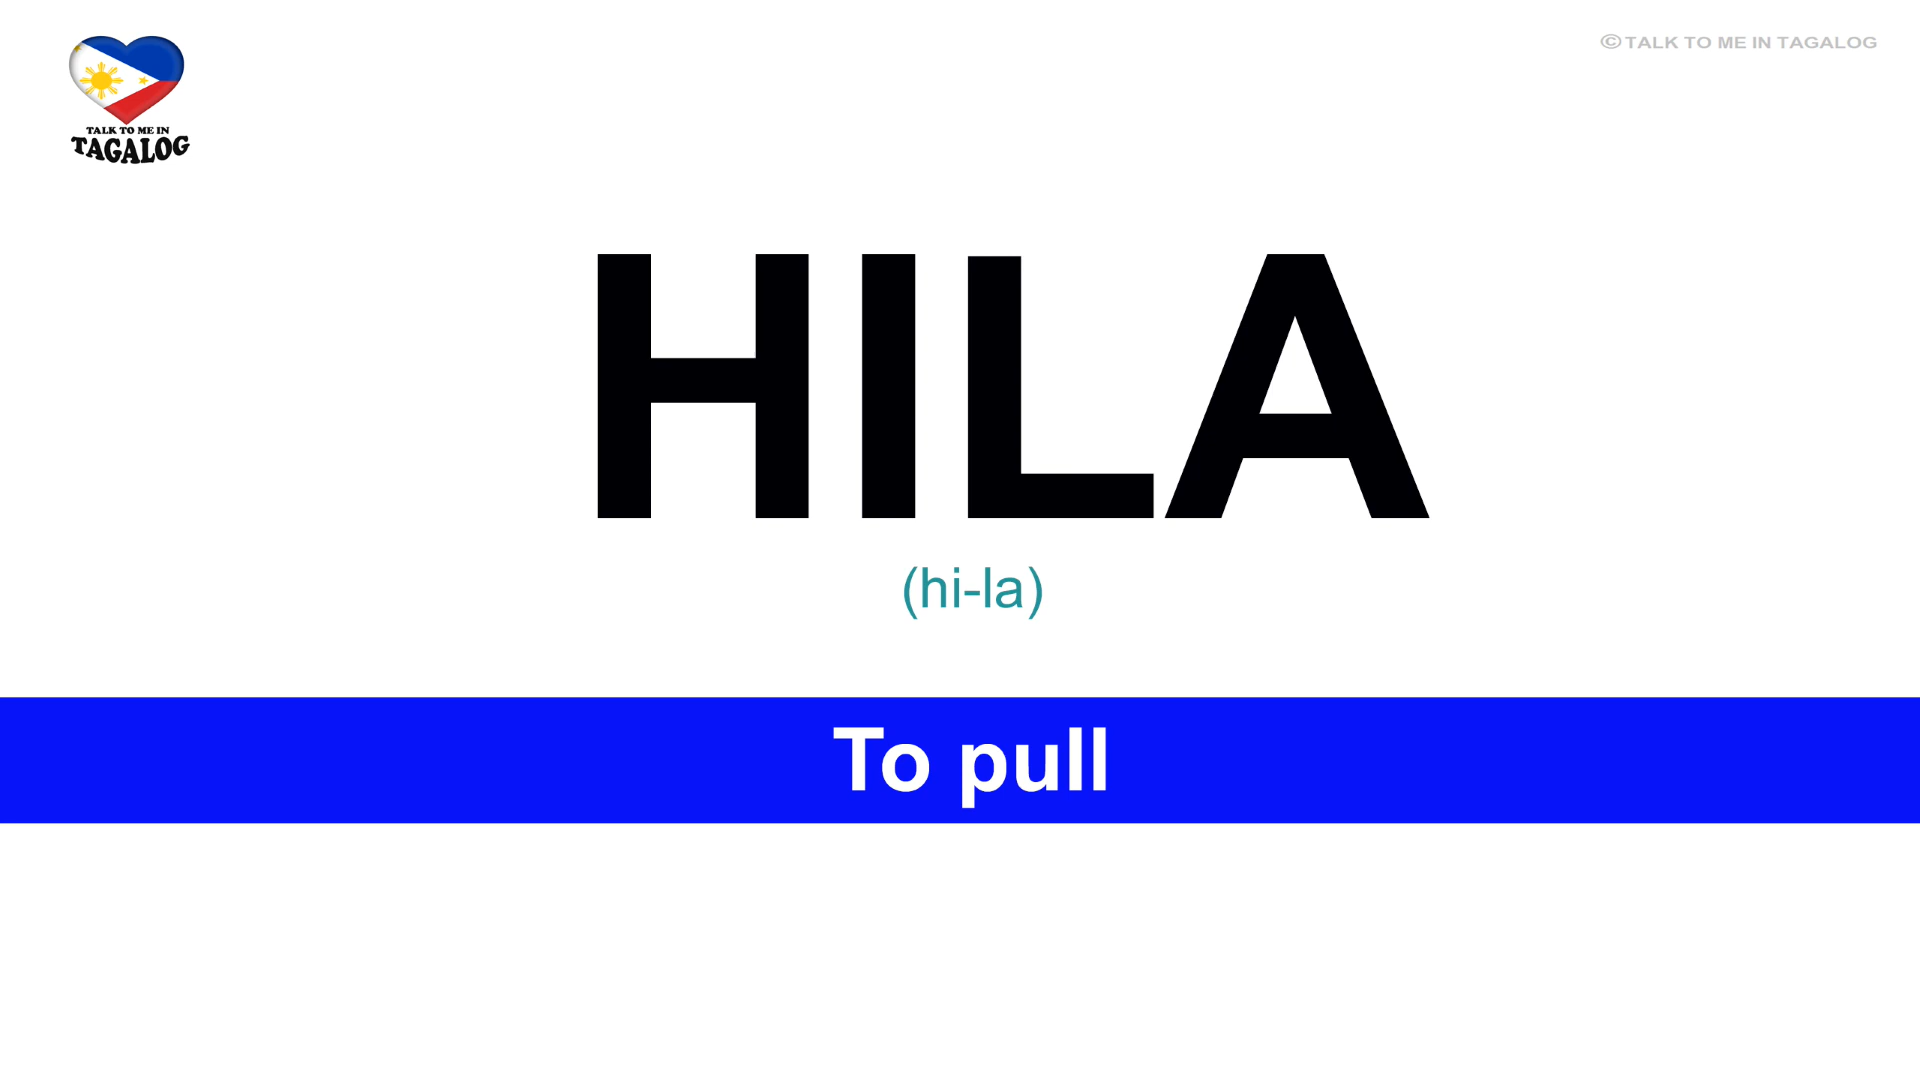 ©TALK TO ME IN TAGALOG
TALK TO ME IN
TAGALOG
HILA
(hi-la)
To pull